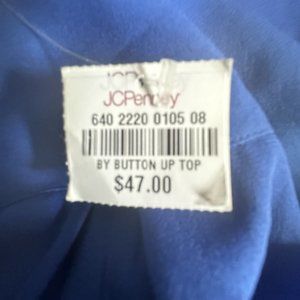 JCPenney
640 2220 0105 08
BY BUTTON UP TOP
$47.00